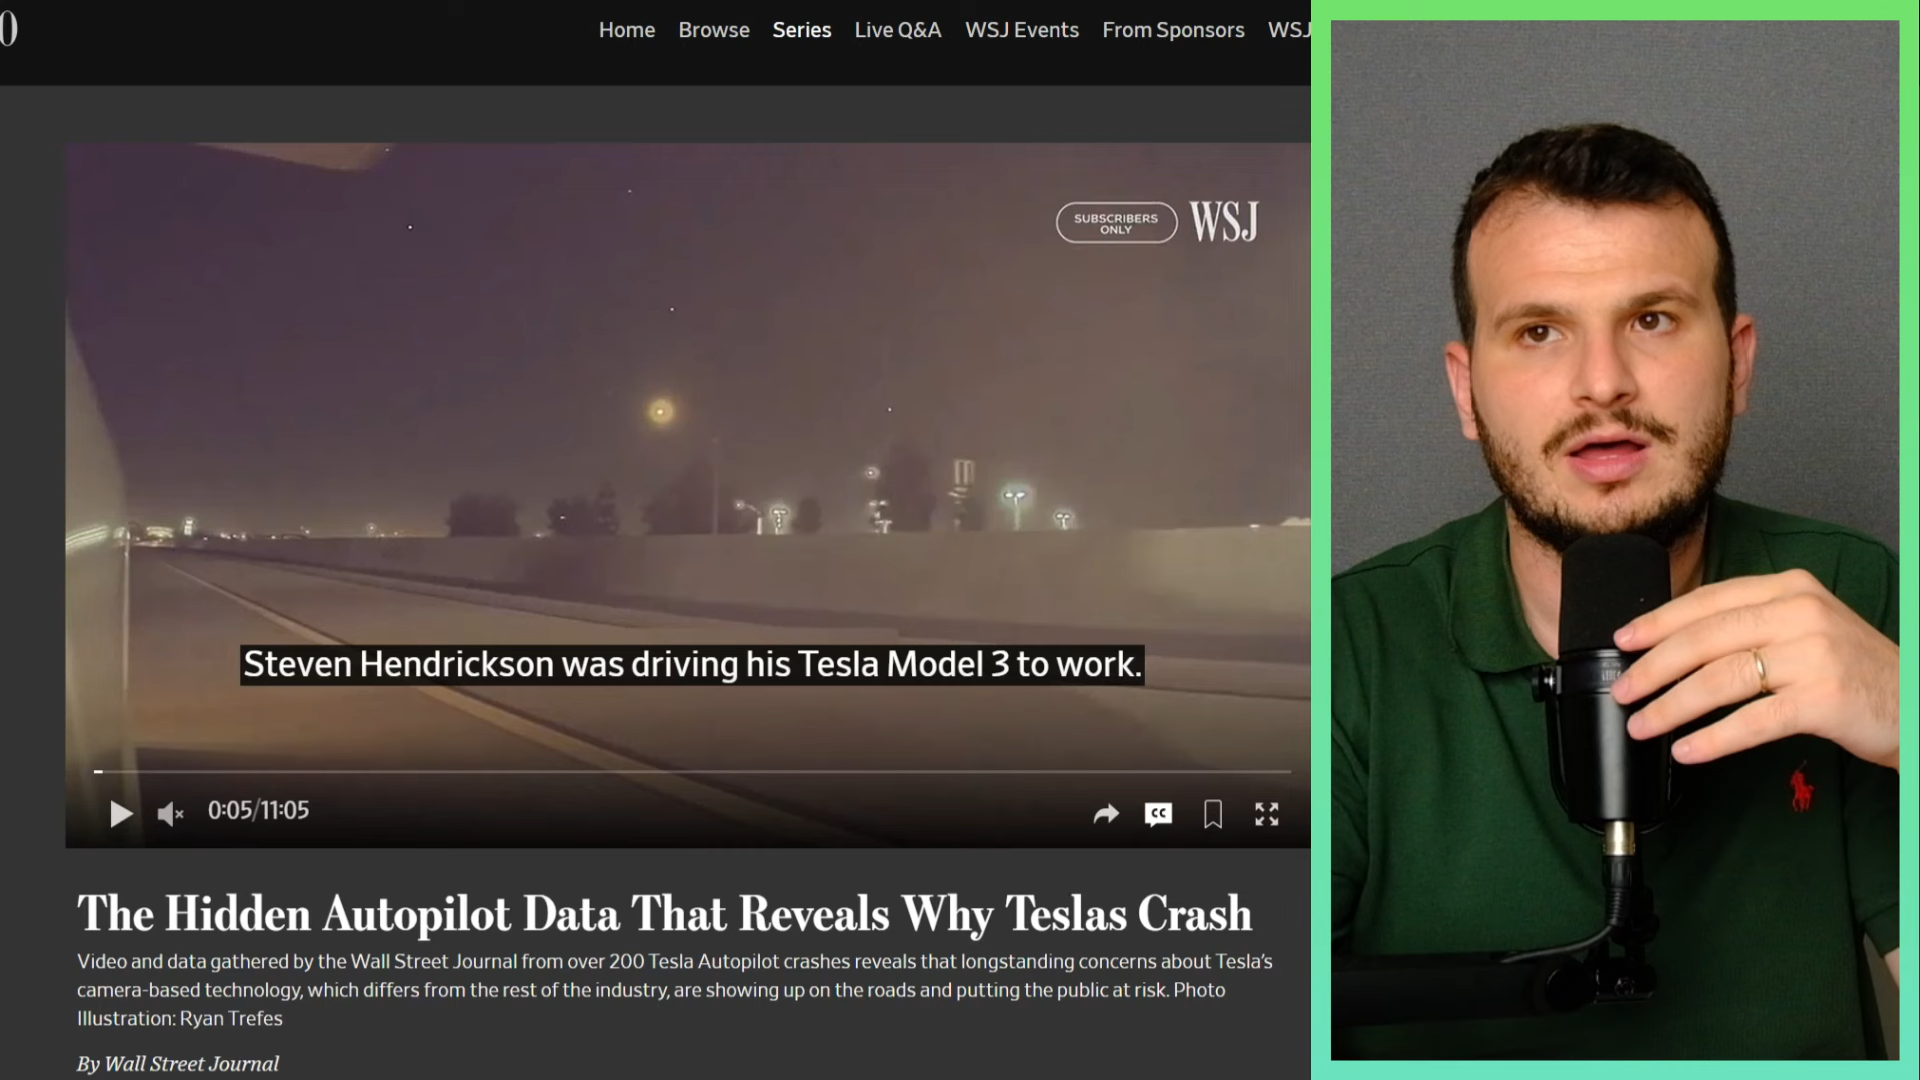 O
Home Browse Series Live Q&A WSJ Events From Sponsors WSJ
SUBSCRIBERS
ONLY
WSJ
Steven Hendrickson was driving his Tesla Model 3 to work.
0:05/11:05
CC
The Hidden Autopilot Data That Reveals Why Teslas Crash
Video and data gathered by the Wall Street Journal from over 200 Tesla Autopilot crashes reveals that longstanding concerns about Tesla’s
camera-based technology, which differs from the rest of the industry, are showing up on the roads and putting the public at risk. Photo
Illustration: Ryan Trefes
By Wall Street Journal